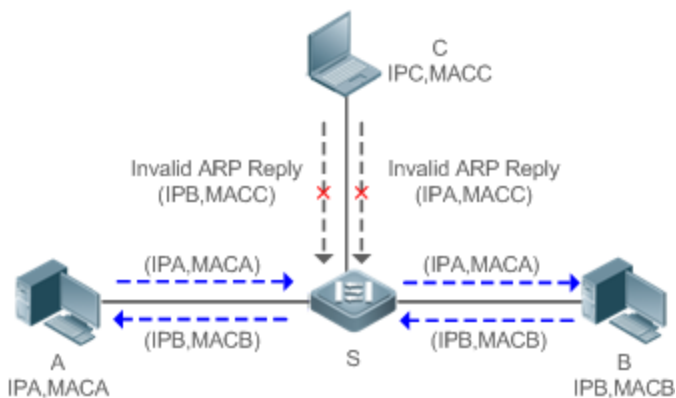 C
IPC,MACC
Invalid ARP Reply
(IPB,MACC)
Invalid ARP Reply
(IPA,MACC)
(IPA,MACA)
(IPA,MACA)
(IPB,MACB)
(IPB,MACB)
A
IPA,MACA
S
B
IPB,MACB